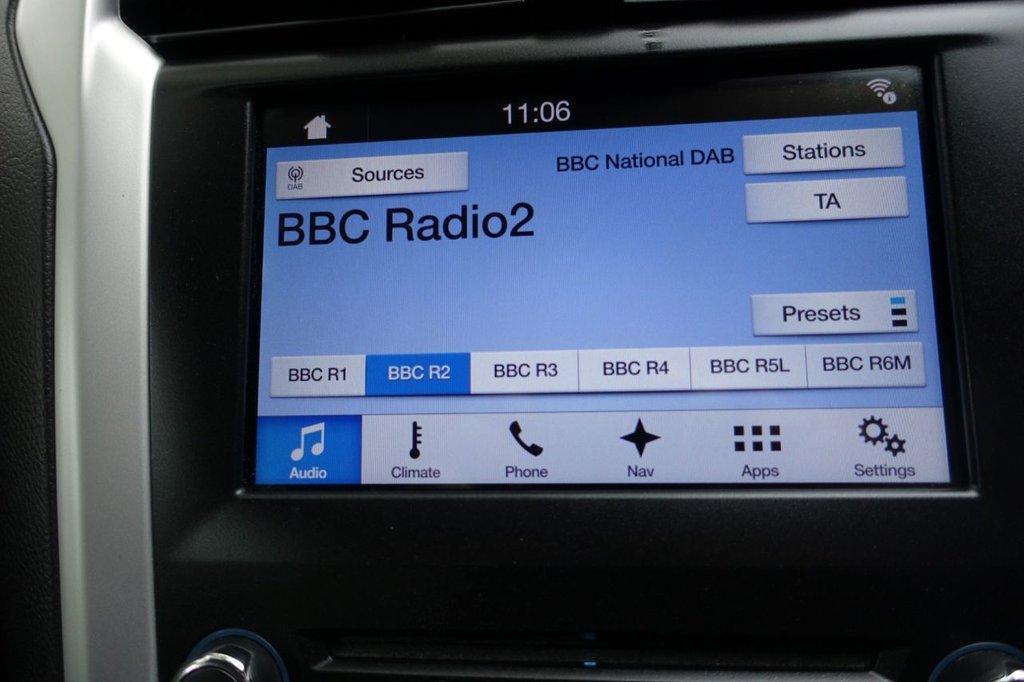 11:06
DAB
Sources
BBC National DAB
Stations
TA
BBC Radio2
Presets
BBC R1
BBC R2
BBC R3
BBC R4
BBC R5L
BBC R6M
Audio
Climate
Phone
Nav
Apps
Settings